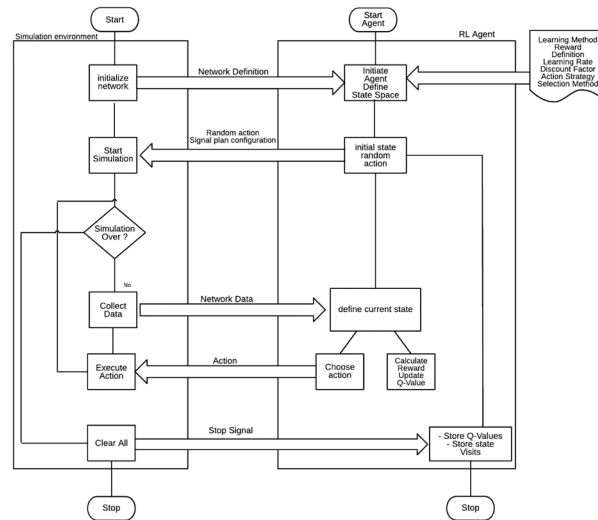 Start
Start
Agent
Simulation environment
RL Agent
initialize
network
Network Definition
Initiate
Agent
Define
State Space
Learning Method
Reward
Definition
Learning Rate
Discount Factor
Action Strategy
Selection Method
Start
Simulation
Random action
Signal plan configuration
initial state
random
action
Simulation
Over ?
No
Collect
Data
Network Data
define current state
Execute
Action
Action
Choose
action
Calculate
Reward
Update
Q-Value
Clear All
Stop Signal
- Store Q-Values
- Store state
Visits
Stop
Stop